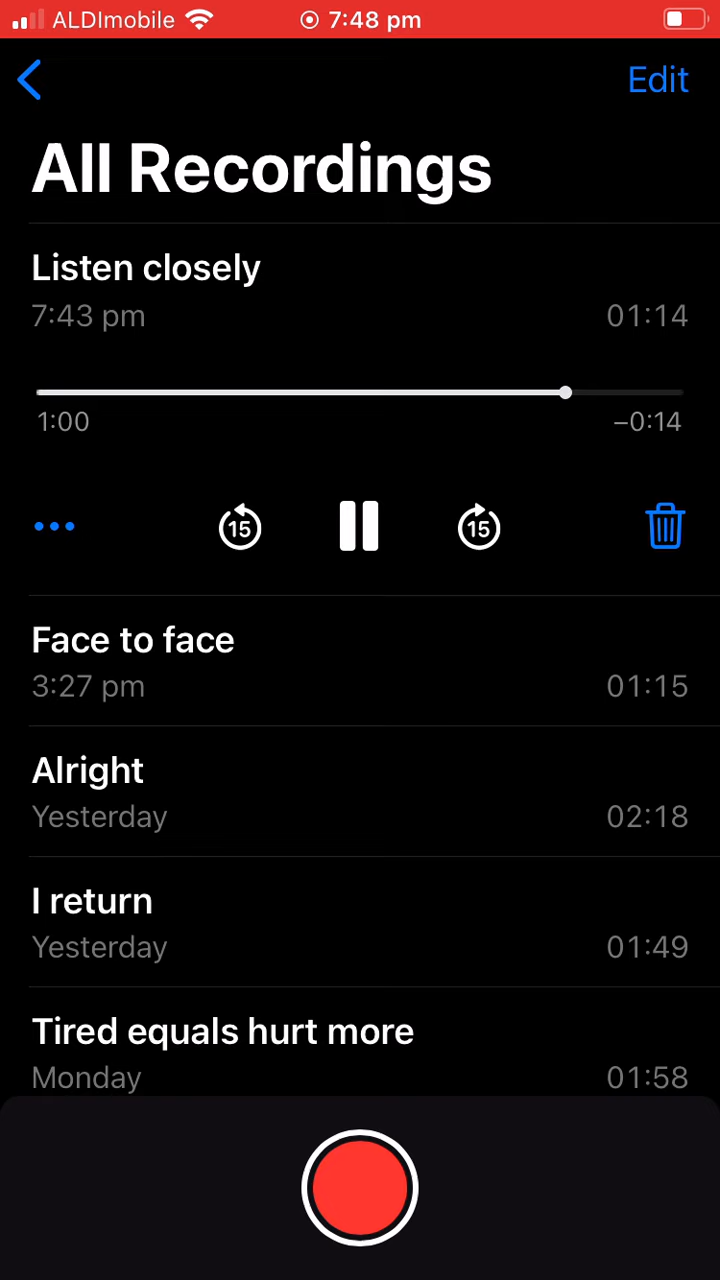 ALDImobile 7:48 pm
Edit
All Recordings
Listen closely
7:43 pm 01:14
1:00 −0:14
15 15
Face to face
3:27 pm 01:15
Alright
Yesterday 02:18
I return
Yesterday 01:49
Tired equals hurt more
Monday 01:58